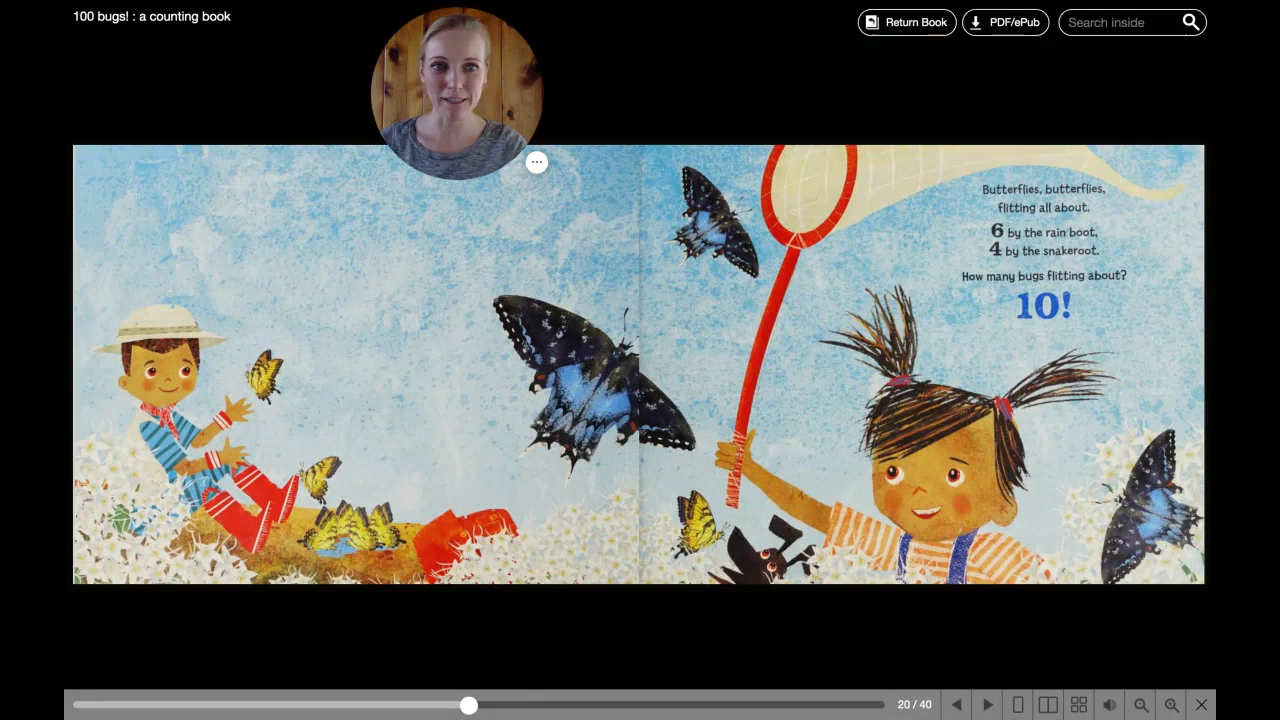 100 bugs! : a counting book
Return Book
PDF/ePub
Search inside
Butterflies, butterflies,
flitting all about.
6 by the rain boot,
4 by the snakeroot.
How many bugs flitting about?
10!
20 / 40